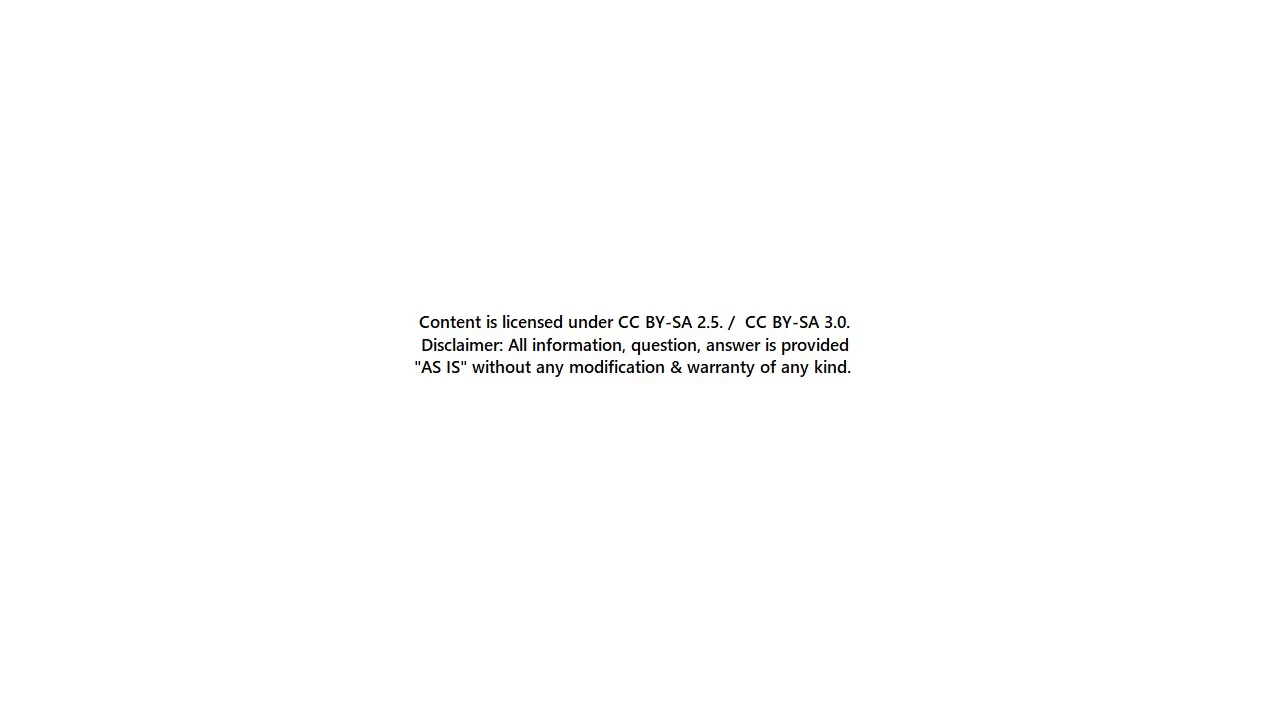 Content is licensed under CC BY-SA 2.5. /  CC BY-SA 3.0.
Disclaimer: All information, question, answer is provided
"AS IS" without any modification & warranty of any kind.